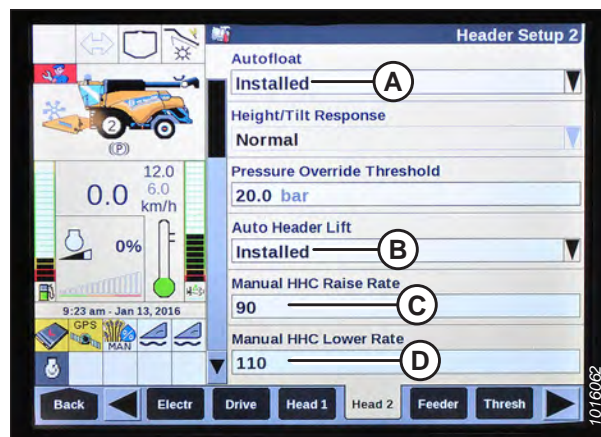 Header Setup 2
Autofloat
Installed
A
Height/Tilt Response
Normal
Pressure Override Threshold
20.0 bar
Auto Header Lift
Installed
B
Manual HHC Raise Rate
90
C
Manual HHC Lower Rate
110
D
2
(P)
12.0
0.0
6.0
km/h
0%
9:23 am - Jan 13, 2016
GPS
MAN
Back
Electr
Drive
Head 1
Head 2
Feeder
Thresh
1016062